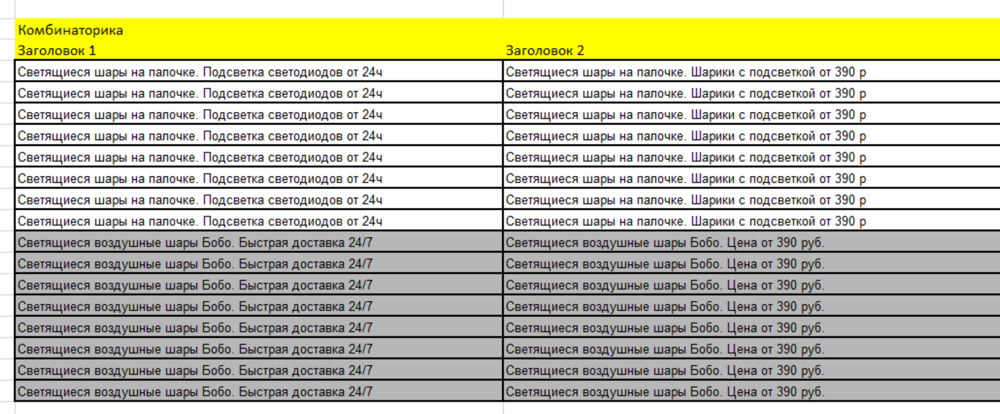 Комбинаторика
Заголовок 1 Заголовок 2
Светящиеся шары на палочке. Подсветка светодиодов от 24ч Светящиеся шары на палочке. Шарики с подсветкой от 390 р
Светящиеся шары на палочке. Подсветка светодиодов от 24ч Светящиеся шары на палочке. Шарики с подсветкой от 390 р
Светящиеся шары на палочке. Подсветка светодиодов от 24ч Светящиеся шары на палочке. Шарики с подсветкой от 390 р
Светящиеся шары на палочке. Подсветка светодиодов от 24ч Светящиеся шары на палочке. Шарики с подсветкой от 390 р
Светящиеся шары на палочке. Подсветка светодиодов от 24ч Светящиеся шары на палочке. Шарики с подсветкой от 390 р
Светящиеся шары на палочке. Подсветка светодиодов от 24ч Светящиеся шары на палочке. Шарики с подсветкой от 390 р
Светящиеся шары на палочке. Подсветка светодиодов от 24ч Светящиеся шары на палочке. Шарики с подсветкой от 390 р
Светящиеся шары на палочке. Подсветка светодиодов от 24ч Светящиеся шары на палочке. Шарики с подсветкой от 390 р
Светящиеся воздушные шары Бобо. Быстрая доставка 24/7 Светящиеся воздушные шары Бобо. Цена от 390 руб.
Светящиеся воздушные шары Бобо. Быстрая доставка 24/7 Светящиеся воздушные шары Бобо. Цена от 390 руб.
Светящиеся воздушные шары Бобо. Быстрая доставка 24/7 Светящиеся воздушные шары Бобо. Цена от 390 руб.
Светящиеся воздушные шары Бобо. Быстрая доставка 24/7 Светящиеся воздушные шары Бобо. Цена от 390 руб.
Светящиеся воздушные шары Бобо. Быстрая доставка 24/7 Светящиеся воздушные шары Бобо. Цена от 390 руб.
Светящиеся воздушные шары Бобо. Быстрая доставка 24/7 Светящиеся воздушные шары Бобо. Цена от 390 руб.
Светящиеся воздушные шары Бобо. Быстрая доставка 24/7 Светящиеся воздушные шары Бобо. Цена от 390 руб.
Светящиеся воздушные шары Бобо. Быстрая доставка 24/7 Светящиеся воздушные шары Бобо. Цена от 390 руб.